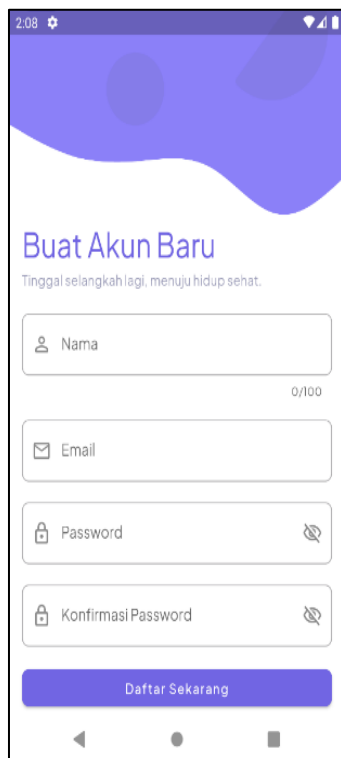 2:08
Buat Akun Baru
Tinggal selangkah lagi, menuju hidup sehat.
Nama
0/100
Email
Password
Konfirmasi Password
Daftar Sekarang